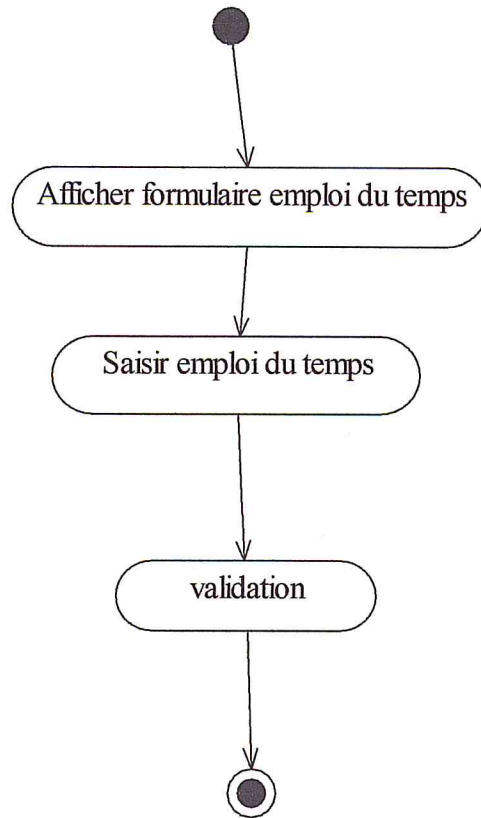 Afficher formulaire emploi du temps
Saisir emploi du temps
validation